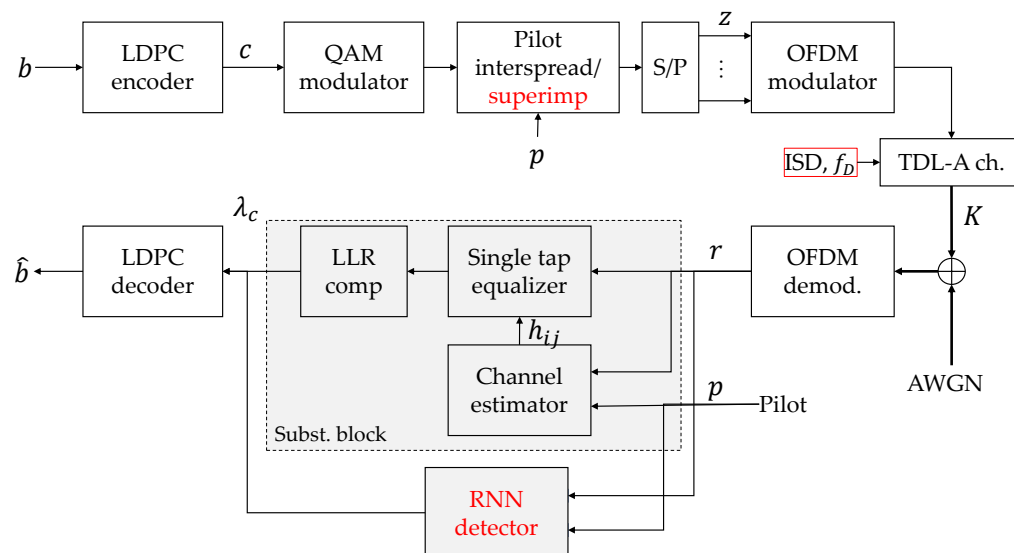 b
LDPC
encoder
c
QAM
modulator
Pilot
interspread/
superimp
p
S/P
z
⋮
OFDM
modulator
ISD, f_D
TDL-A ch.
K
λ_c
b̂
LDPC
decoder
LLR
comp
Single tap
equalizer
r
OFDM
demod.
h_ij
Channel
estimator
p
Pilot
AWGN
Subst. block
RNN
detector